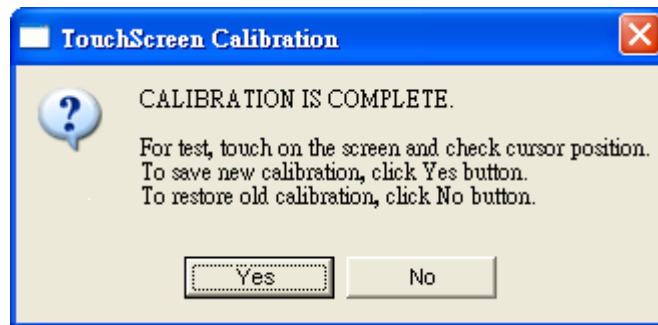 TouchScreen Calibration
CALIBRATION IS COMPLETE.
For test, touch on the screen and check cursor position.
To save new calibration, click Yes button.
To restore old calibration, click No button.
Yes
No